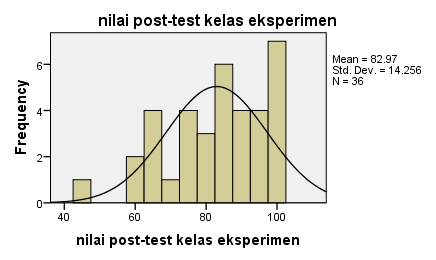 nilai post-test kelas eksperimen
Mean = 82.97
Std. Dev. = 14.256
N = 36
Frequency
6
4
2
0
40 60 80 100
nilai post-test kelas eksperimen